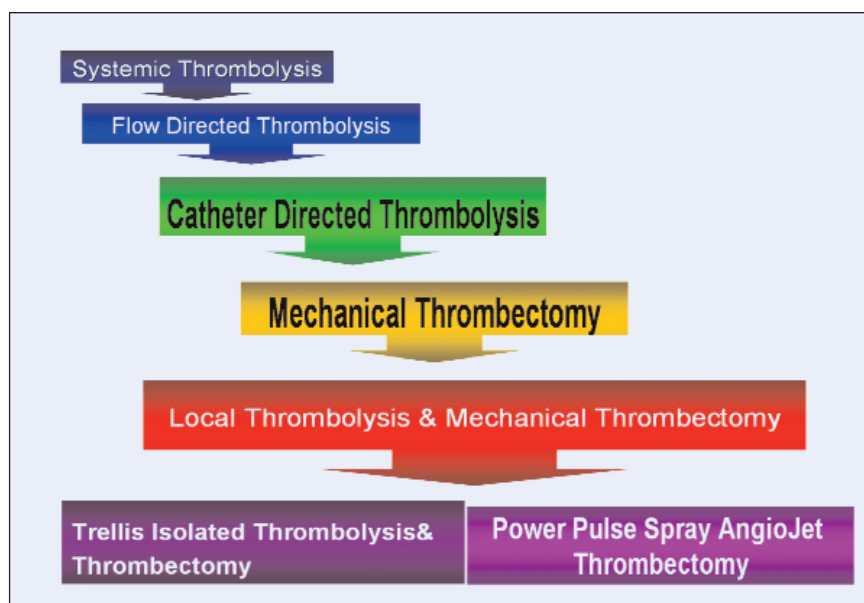 Systemic Thrombolysis
Flow Directed Thrombolysis
Catheter Directed Thrombolysis
Mechanical Thrombectomy
Local Thrombolysis & Mechanical Thrombectomy
Trellis Isolated Thrombolysis&
Thrombectomy
Power Pulse Spray AngioJet
Thrombectomy